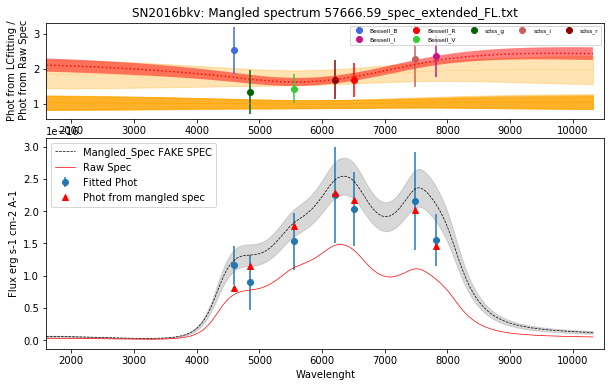 SN2016bkv: Mangled spectrum 57666.59_spec_extended_FL.txt
Phot from LCfitting /
Phot from Raw Spec
3
2
1
Bessell_B
Bessell_I
Bessell_R
Bessell_V
sdss_g
sdss_i
sdss_r
2000
3000
4000
5000
6000
7000
8000
9000
10000
1e−16
Flux erg s-1 cm-2 A-1
3.0
2.5
2.0
1.5
1.0
0.5
0.0
Mangled_Spec FAKE SPEC
Raw Spec
Fitted Phot
Phot from mangled spec
2000
3000
4000
5000
6000
7000
8000
9000
10000
Wavelenght